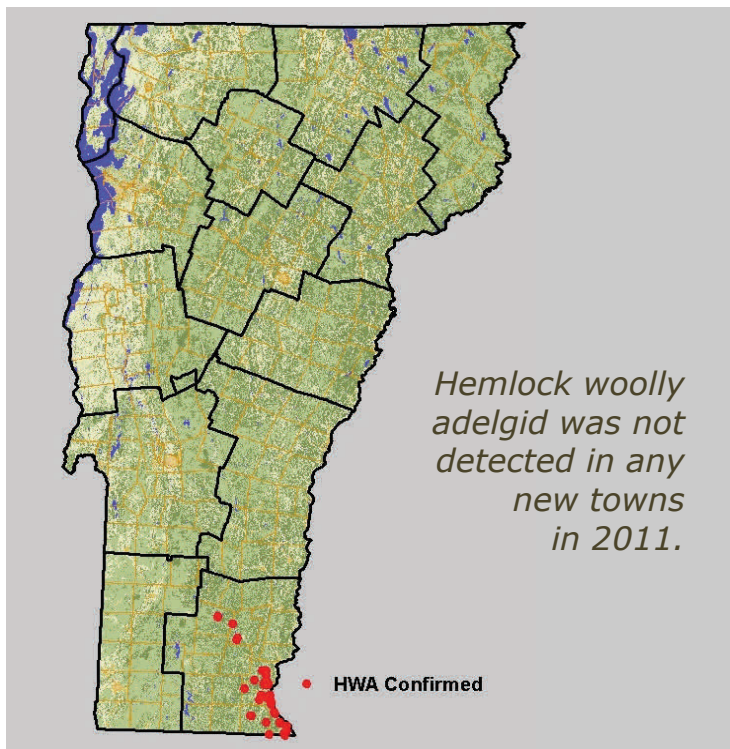 Hemlock woolly
adelgid was not
detected in any
new towns
in 2011.
HWA Confirmed